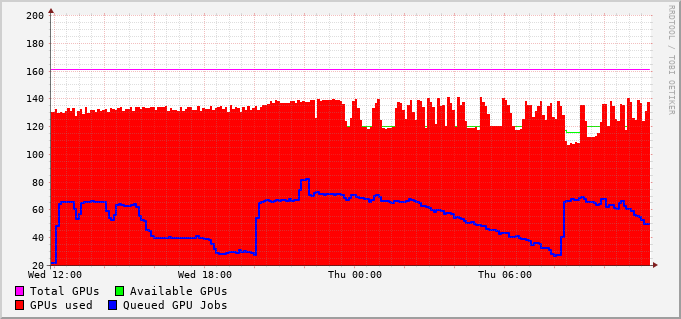 200
180
160
140
120
100
80
60
40
20
Wed 12:00 Wed 18:00 Thu 00:00 Thu 06:00
Total GPUs Available GPUs
GPUs used Queued GPU Jobs
RRDTOOL / TOBI OETIKER